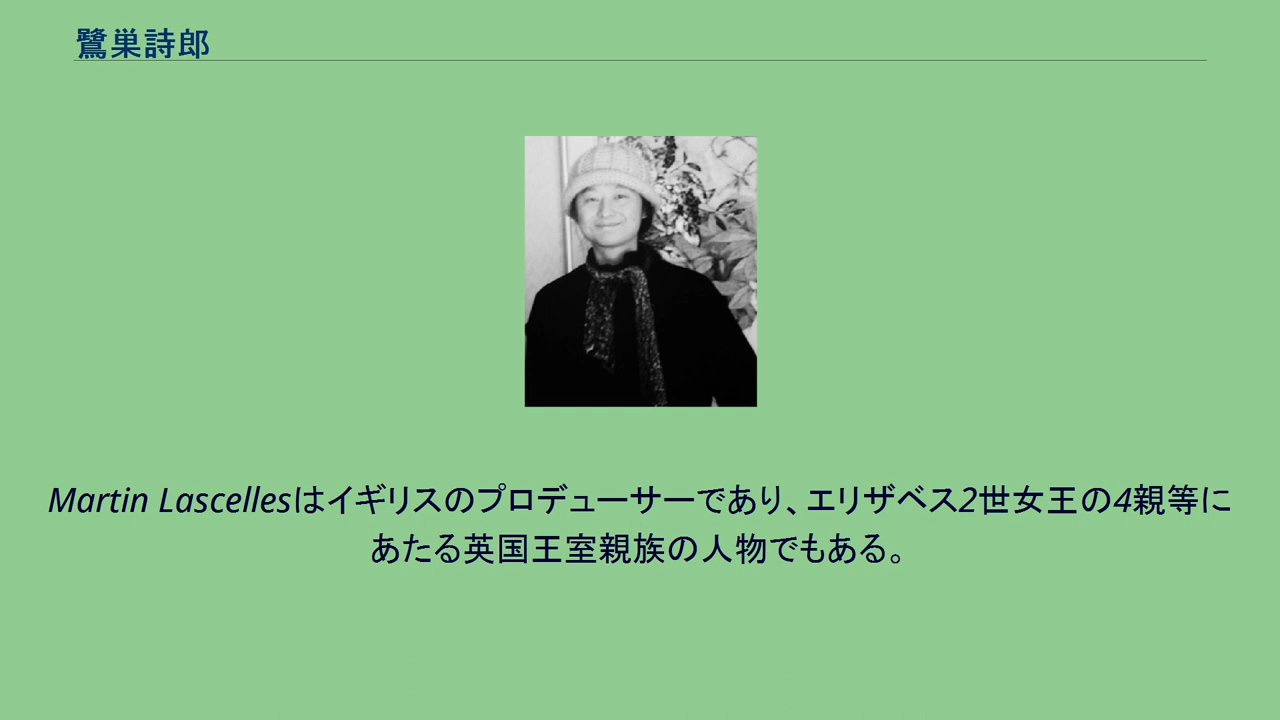 鷺巣詩郎
Martin Lascellesはイギリスのプロデューサーであり、エリザベス2世女王の4親等に
あたる英国王室親族の人物でもある。